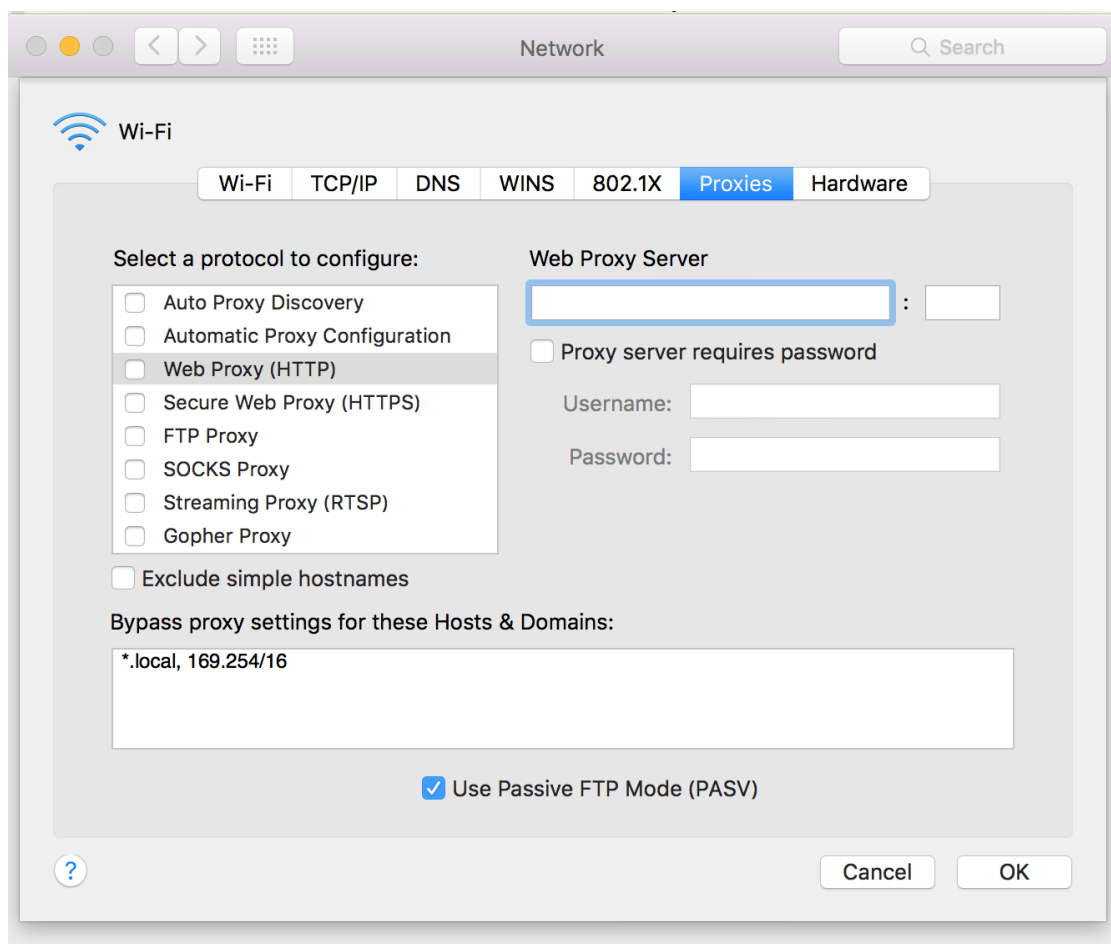 Network
Search
Wi-Fi
Wi-Fi TCP/IP DNS WINS 802.1X Proxies Hardware
Select a protocol to configure:
Auto Proxy Discovery
Automatic Proxy Configuration
Web Proxy (HTTP)
Secure Web Proxy (HTTPS)
FTP Proxy
SOCKS Proxy
Streaming Proxy (RTSP)
Gopher Proxy
Exclude simple hostnames
Web Proxy Server
:
Proxy server requires password
Username:
Password:
Bypass proxy settings for these Hosts & Domains:
*.local, 169.254/16
Use Passive FTP Mode (PASV)
?
Cancel
OK